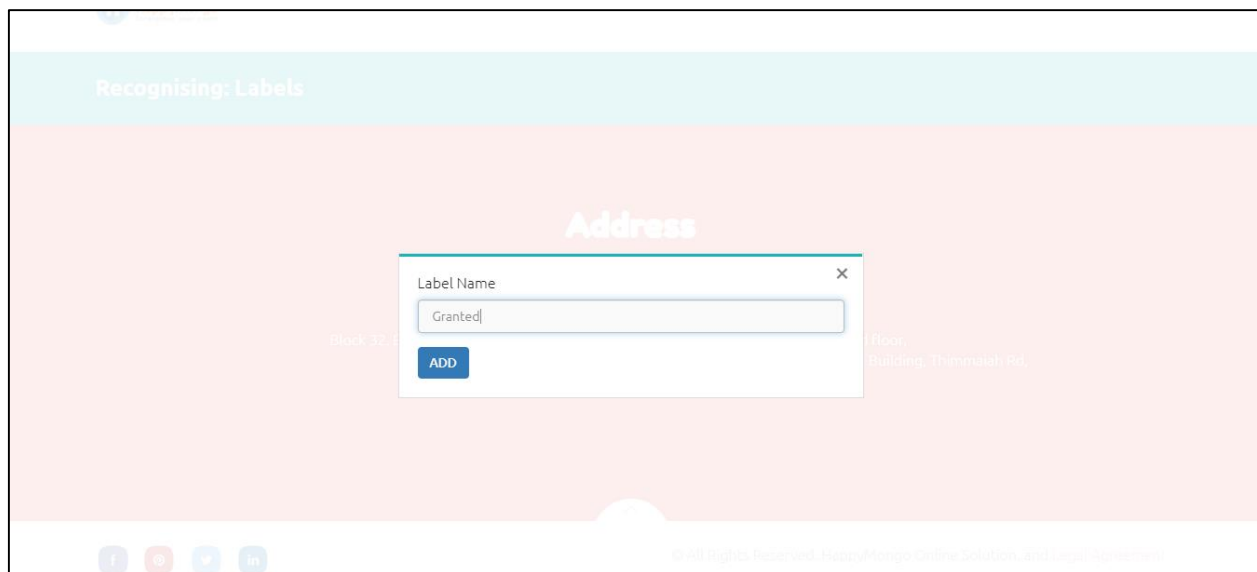 Recognising: Labels
Address
Label Name
Granted
Block 32,
floor,
ADD
Building, Thimmaiah Rd,
© All Rights Reserved, HappyMongo Online Solution, and